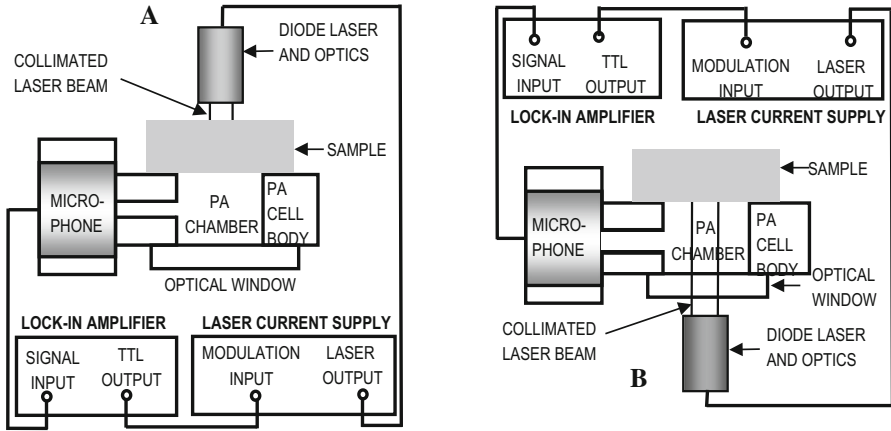 A
DIODE LASER
AND OPTICS
COLLIMATED
LASER BEAM
SAMPLE
MICRO-
PHONE
PA
CHAMBER
PA
CELL
BODY
OPTICAL WINDOW
LOCK-IN AMPLIFIER
LASER CURRENT SUPPLY
SIGNAL
INPUT
TTL
OUTPUT
MODULATION
INPUT
LASER
OUTPUT
SIGNAL
INPUT
TTL
OUTPUT
MODULATION
INPUT
LASER
OUTPUT
LOCK-IN AMPLIFIER
LASER CURRENT SUPPLY
SAMPLE
MICRO-
PHONE
PA
CHAMBER
PA
CELL
BODY
OPTICAL
WINDOW
COLLIMATED
LASER BEAM
DIODE LASER
AND OPTICS
B